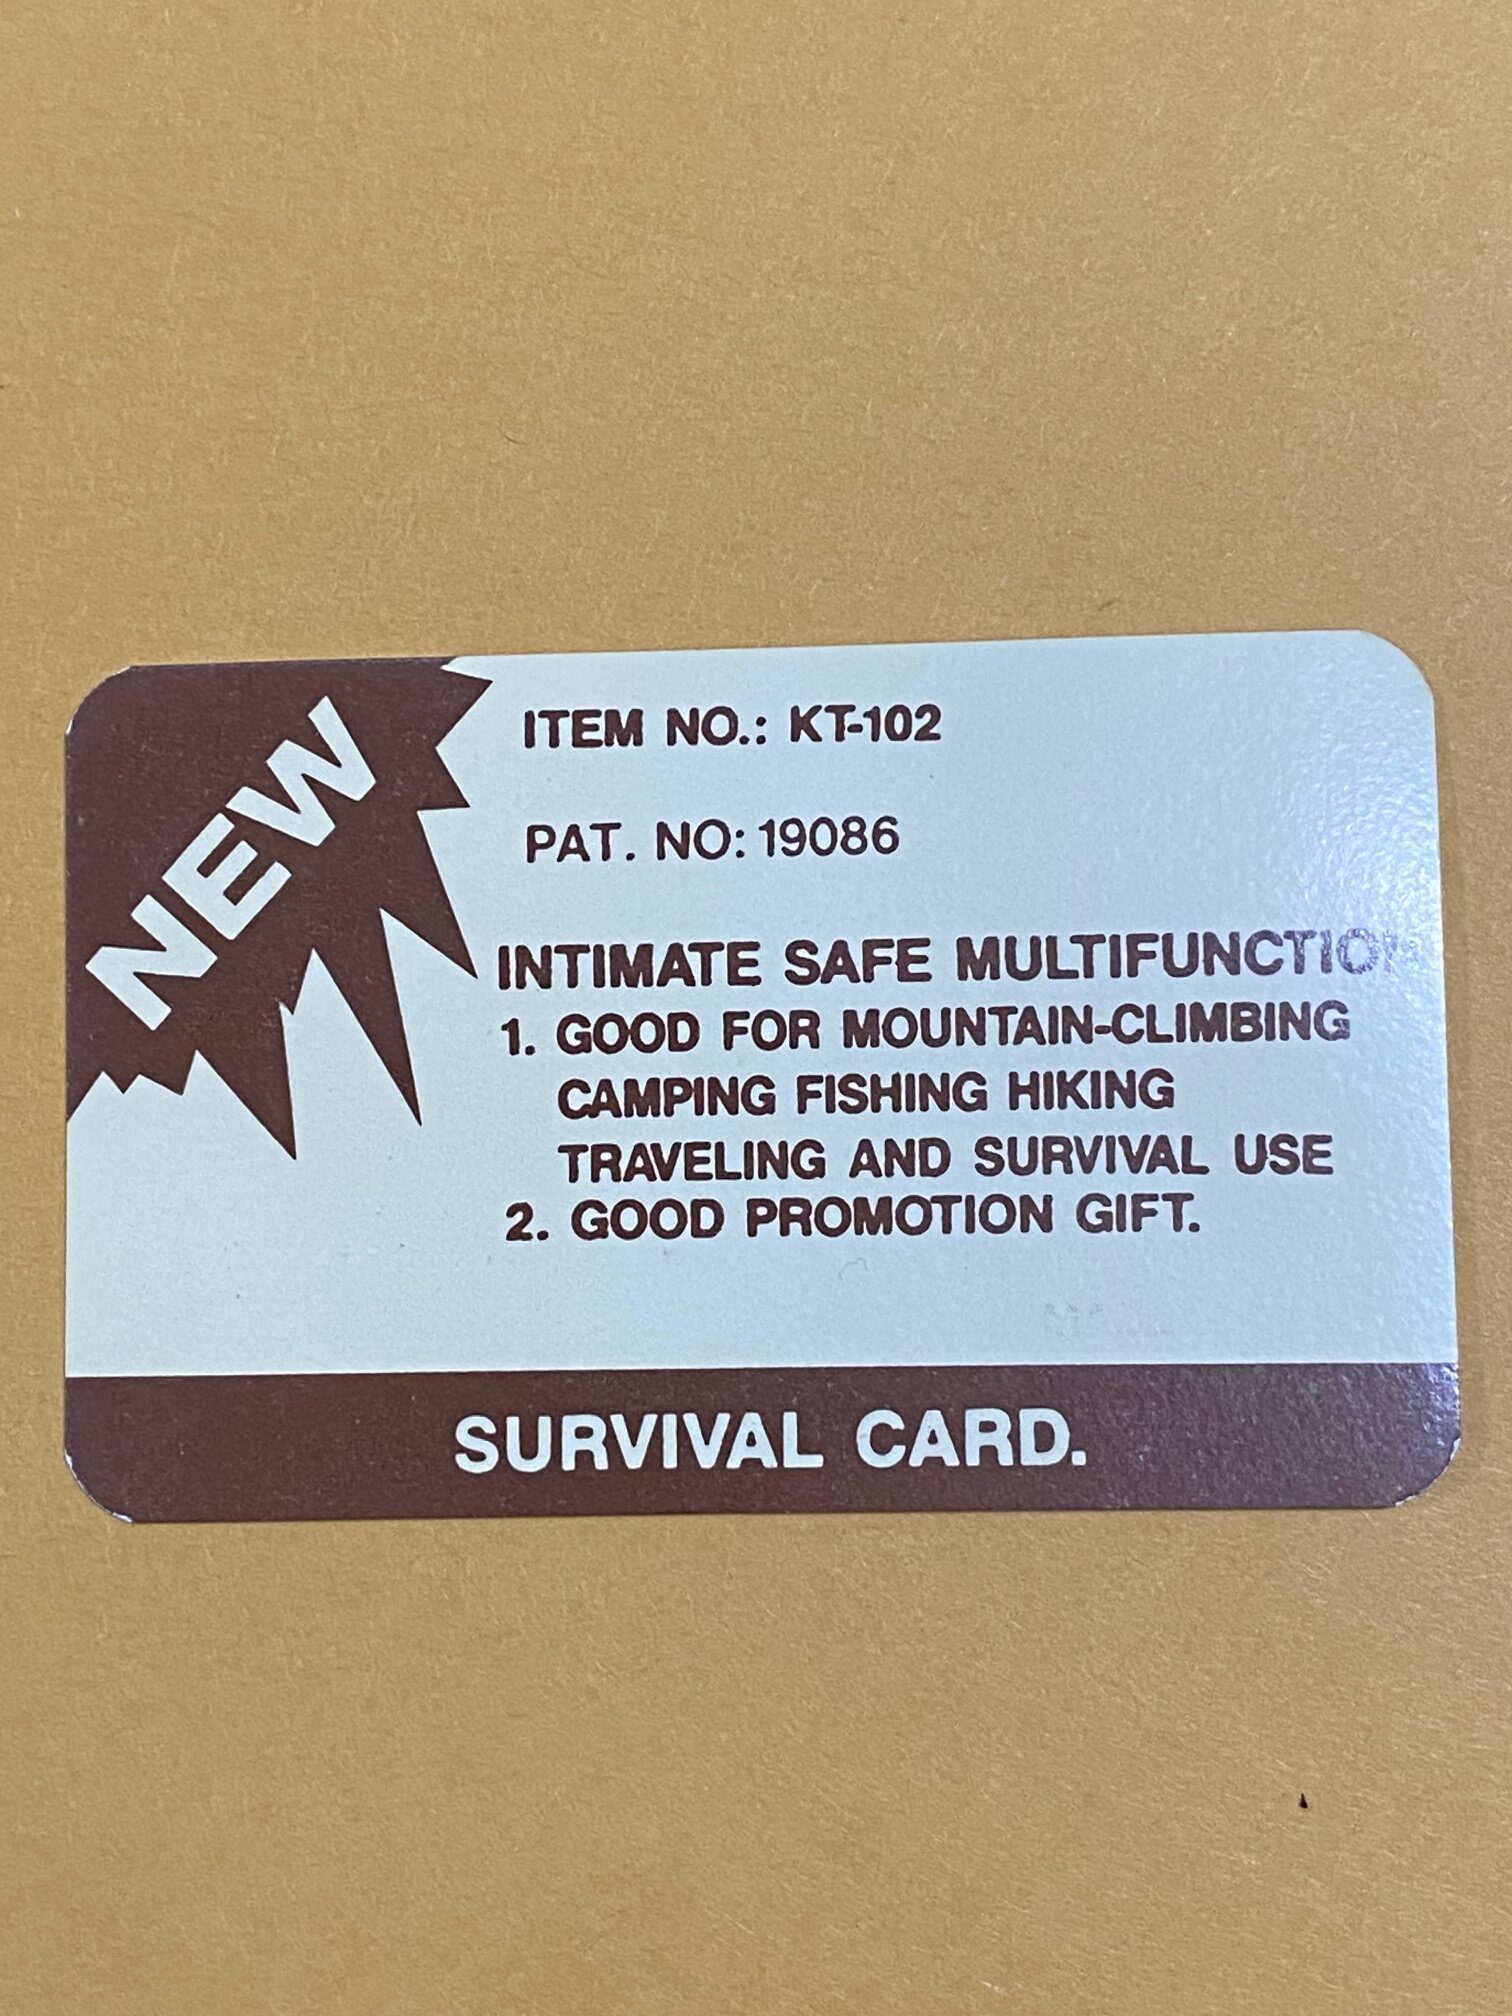 NEW
ITEM NO.: KT-102
PAT. NO: 19086
INTIMATE SAFE MULTIFUNCTION
1. GOOD FOR MOUNTAIN-CLIMBING
CAMPING FISHING HIKING
TRAVELING AND SURVIVAL USE
2. GOOD PROMOTION GIFT.
SURVIVAL CARD.